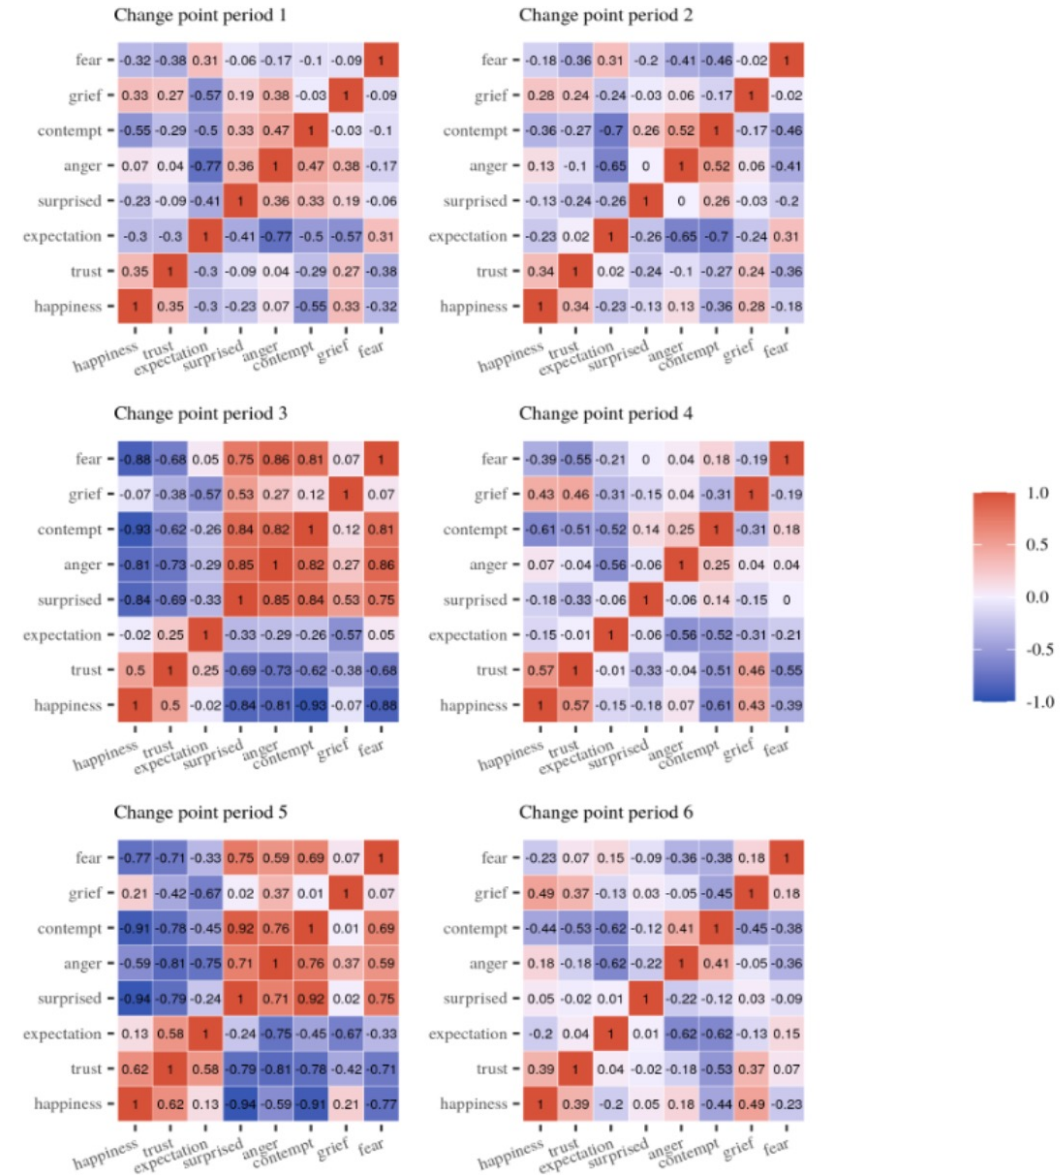 Change point period 1
Change point period 2
fear -0.32 -0.38 0.31 -0.06 -0.17 -0.1 -0.09 1
grief 0.33 0.27 -0.57 0.19 0.38 -0.03 1 -0.09
contempt -0.55 -0.29 -0.5 0.33 0.47 1 -0.03 -0.1
anger 0.07 0.04 -0.77 0.36 1 0.47 0.38 -0.17
surprised -0.23 -0.09 -0.41 1 0.36 0.33 0.19 -0.06
expectation -0.3 -0.3 1 -0.41 -0.77 -0.5 -0.57 0.31
trust 0.35 1 -0.3 -0.09 0.04 -0.29 0.27 -0.38
happiness 1 0.35 -0.3 -0.23 0.07 -0.55 0.33 -0.32
happiness trust expectation surprised anger contempt grief fear
fear -0.18 -0.36 0.31 -0.2 -0.41 -0.46 -0.02 1
grief 0.28 0.24 -0.24 -0.03 0.06 -0.17 1 -0.02
contempt -0.36 -0.27 -0.7 0.26 0.52 1 -0.17 -0.46
anger 0.13 -0.1 -0.65 0 1 0.52 0.06 -0.41
surprised -0.13 -0.24 -0.26 1 0 0.26 -0.03 -0.2
expectation -0.23 0.02 1 -0.26 -0.65 -0.7 -0.24 0.31
trust 0.34 1 0.02 -0.24 -0.1 -0.27 0.24 -0.36
happiness 1 0.34 -0.23 -0.13 0.13 -0.36 0.28 -0.18
happiness trust expectation surprised anger contempt grief fear
Change point period 3
Change point period 4
fear -0.88 -0.68 0.05 0.75 0.86 0.81 0.07 1
grief -0.07 -0.38 -0.57 0.53 0.27 0.12 1 0.07
contempt -0.93 -0.62 -0.26 0.84 0.82 1 0.12 0.81
anger -0.81 -0.73 -0.29 0.85 1 0.82 0.27 0.86
surprised -0.84 -0.69 -0.33 1 0.85 0.84 0.53 0.75
expectation -0.02 0.25 1 -0.33 -0.29 -0.26 -0.57 0.05
trust 0.5 1 0.25 -0.69 -0.73 -0.62 -0.38 -0.68
happiness 1 0.5 -0.02 -0.84 -0.81 -0.93 -0.07 -0.88
happiness trust expectation surprised anger contempt grief fear
fear -0.39 -0.55 -0.21 0 0.04 0.18 -0.19 1
grief 0.43 0.46 -0.31 -0.15 0.04 -0.31 1 -0.19
contempt -0.61 -0.51 -0.52 0.14 0.25 1 -0.31 0.18
anger 0.07 -0.04 -0.56 -0.06 1 0.25 0.04 0.04
surprised -0.18 -0.33 -0.06 1 -0.06 0.14 -0.15 0
expectation -0.15 -0.01 1 -0.06 -0.56 -0.52 -0.31 -0.21
trust 0.57 1 -0.01 -0.33 -0.04 -0.51 0.46 -0.55
happiness 1 0.57 -0.15 -0.18 0.07 -0.61 0.43 -0.39
happiness trust expectation surprised anger contempt grief fear
1.0
0.5
0.0
-0.5
-1.0
Change point period 5
Change point period 6
fear -0.77 -0.71 -0.33 0.75 0.59 0.69 0.07 1
grief 0.21 -0.42 -0.67 0.02 0.37 0.01 1 0.07
contempt -0.91 -0.78 -0.45 0.92 0.76 1 0.01 0.69
anger -0.59 -0.81 -0.75 0.71 1 0.76 0.37 0.59
surprised -0.94 -0.79 -0.24 1 0.71 0.92 0.02 0.75
expectation 0.13 0.58 1 -0.24 -0.75 -0.45 -0.67 -0.33
trust 0.62 1 0.58 -0.79 -0.81 -0.78 -0.42 -0.71
happiness 1 0.62 0.13 -0.94 -0.59 -0.91 0.21 -0.77
happiness trust expectation surprised anger contempt grief fear
fear -0.23 0.07 0.15 -0.09 -0.36 -0.38 0.18 1
grief 0.49 0.37 -0.13 0.03 -0.05 -0.45 1 0.18
contempt -0.44 -0.53 -0.62 -0.12 0.41 1 -0.45 -0.38
anger 0.18 -0.18 -0.62 -0.22 1 0.41 -0.05 -0.36
surprised 0.05 -0.02 0.01 1 -0.22 -0.12 0.03 -0.09
expectation -0.2 0.04 1 0.01 -0.62 -0.62 -0.13 0.15
trust 0.39 1 0.04 -0.02 -0.18 -0.53 0.37 0.07
happiness 1 0.39 -0.2 0.05 0.18 -0.44 0.49 -0.23
happiness trust expectation surprised anger contempt grief fear